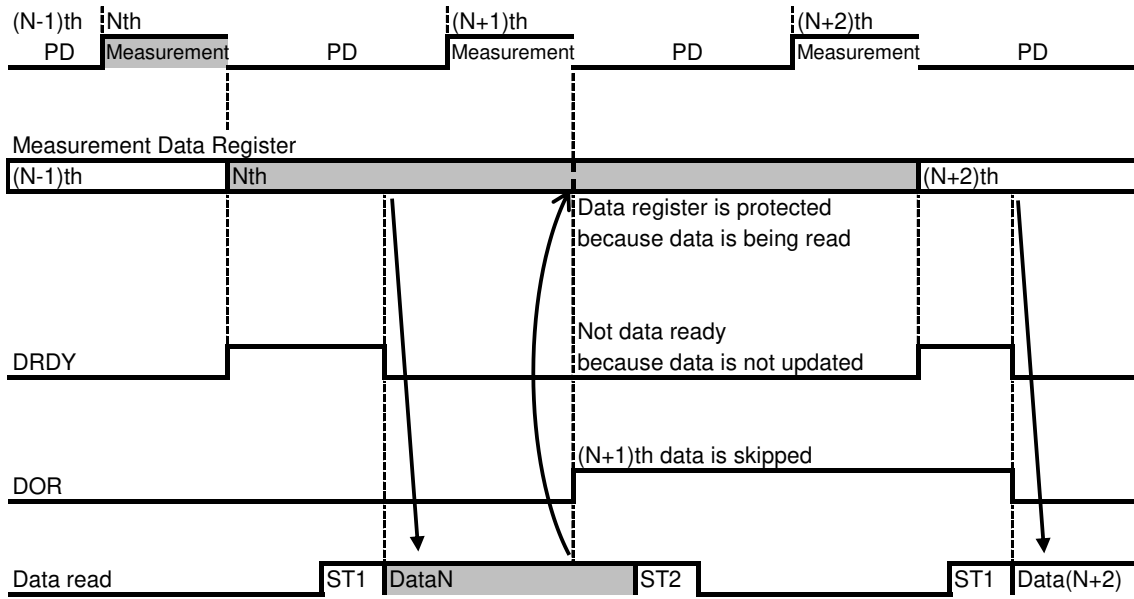 (N-1)th Nth (N+1)th (N+2)th
PD Measurement PD Measurement PD Measurement PD
Measurement Data Register
(N-1)th Nth (N+2)th
Data register is protected
because data is being read
Not data ready
DRDY because data is not updated
(N+1)th data is skipped
DOR
Data read ST1 DataN ST2 ST1 Data(N+2)